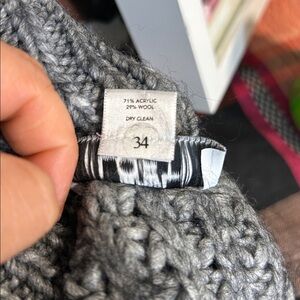 71% ACRYLIC
29% WOOL
DRY CLEAN
34